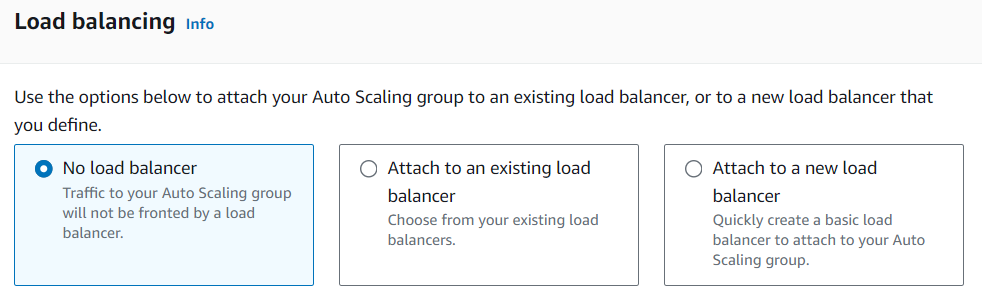 Load balancing Info
Use the options below to attach your Auto Scaling group to an existing load balancer, or to a new load balancer that
you define.
No load balancer
Traffic to your Auto Scaling group
will not be fronted by a load
balancer.
Attach to an existing load
balancer
Choose from your existing load
balancers.
Attach to a new load
balancer
Quickly create a basic load
balancer to attach to your Auto
Scaling group.